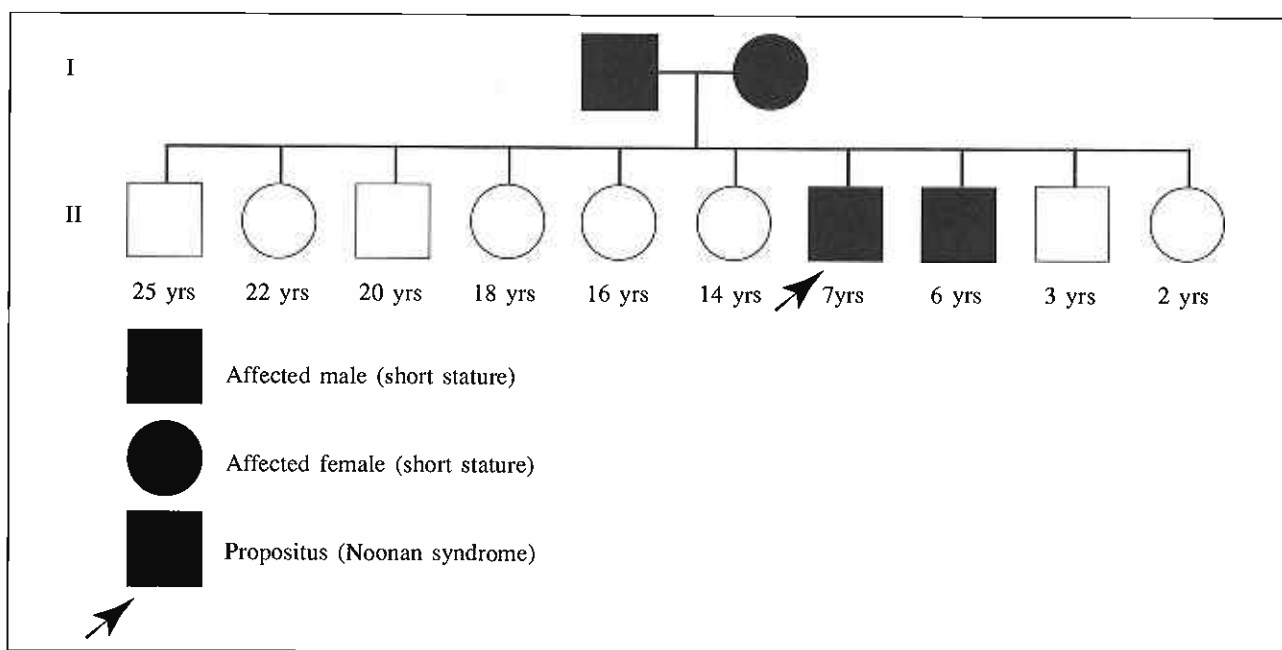 I
II
25 yrs 22 yrs 20 yrs 18 yrs 16 yrs 14 yrs 7yrs 6 yrs 3 yrs 2 yrs
Affected male (short stature)
Affected female (short stature)
Propositus (Noonan syndrome)